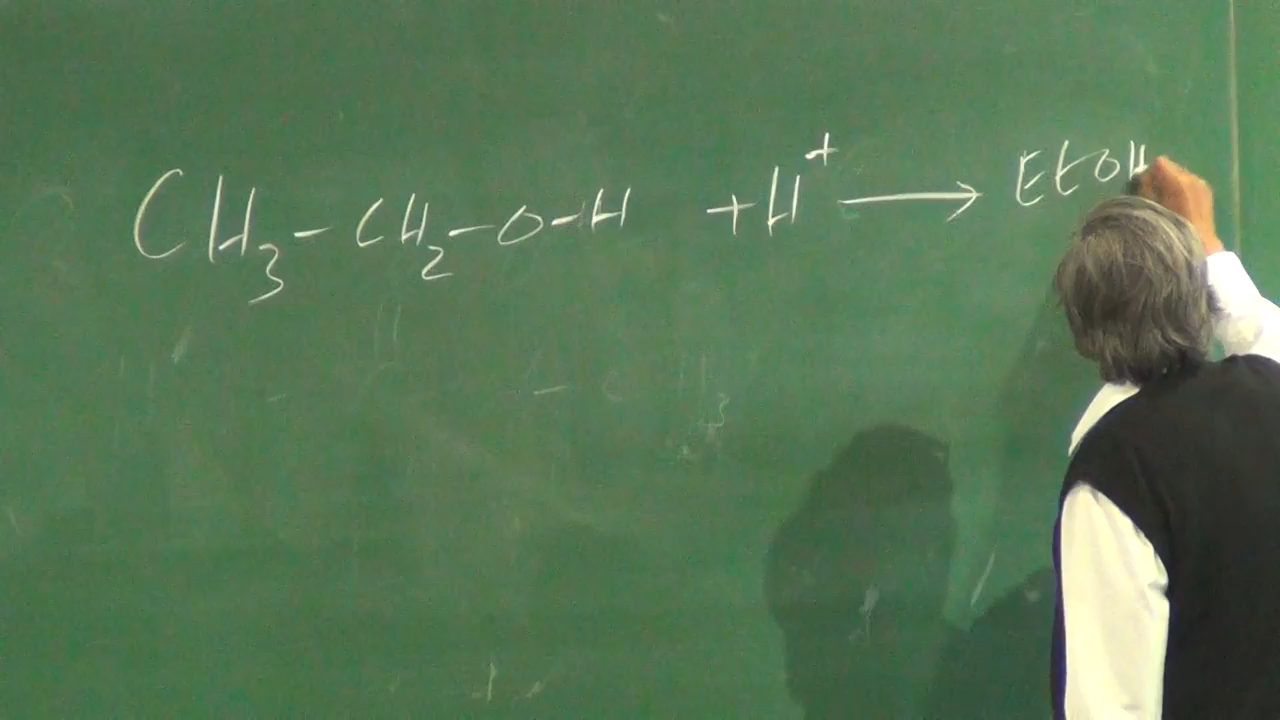 CH₃-CH₂-O-H +H⁺ → EtOH